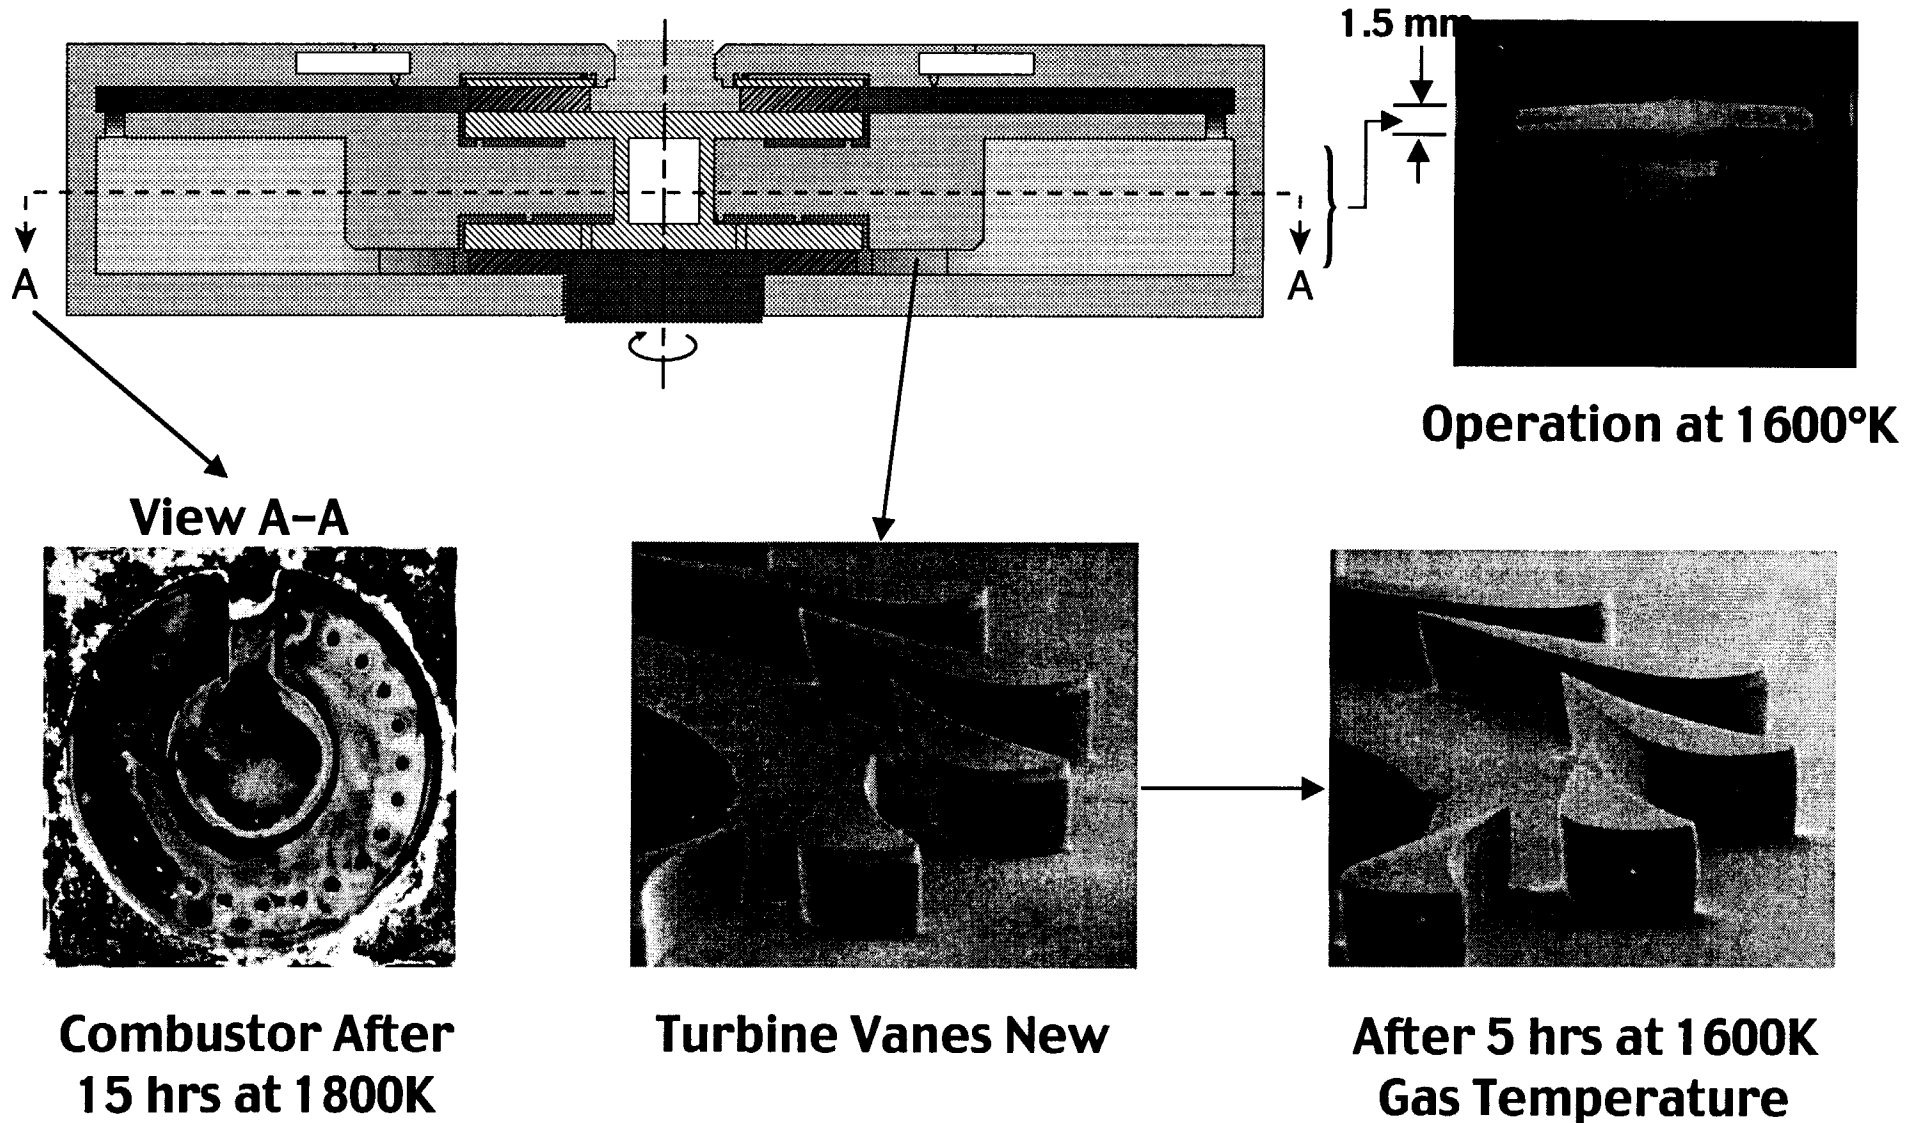 1.5 mm
A
A
Operation at 1600°K
View A–A
Combustor After
15 hrs at 1800K
Turbine Vanes New
After 5 hrs at 1600K
Gas Temperature